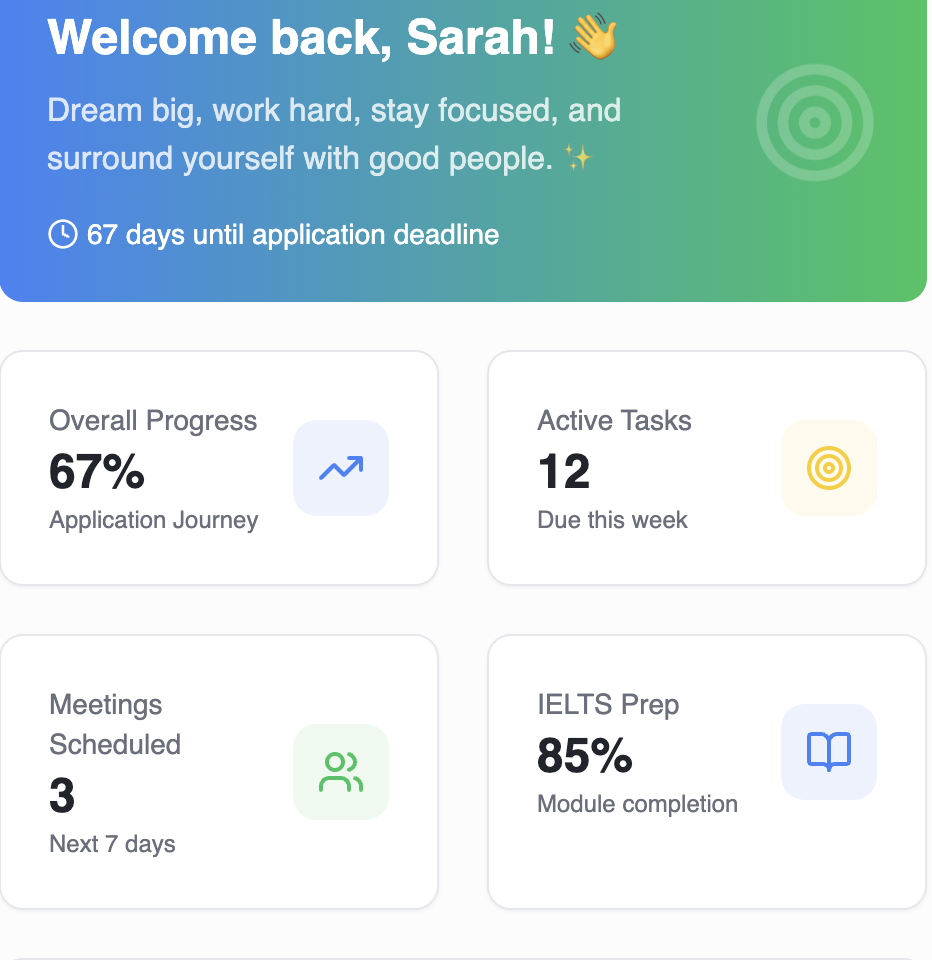 Welcome back, Sarah! 👋
Dream big, work hard, stay focused, and
surround yourself with good people. ✨
67 days until application deadline
Overall Progress
67%
Application Journey
Active Tasks
12
Due this week
Meetings
Scheduled
3
Next 7 days
IELTS Prep
85%
Module completion